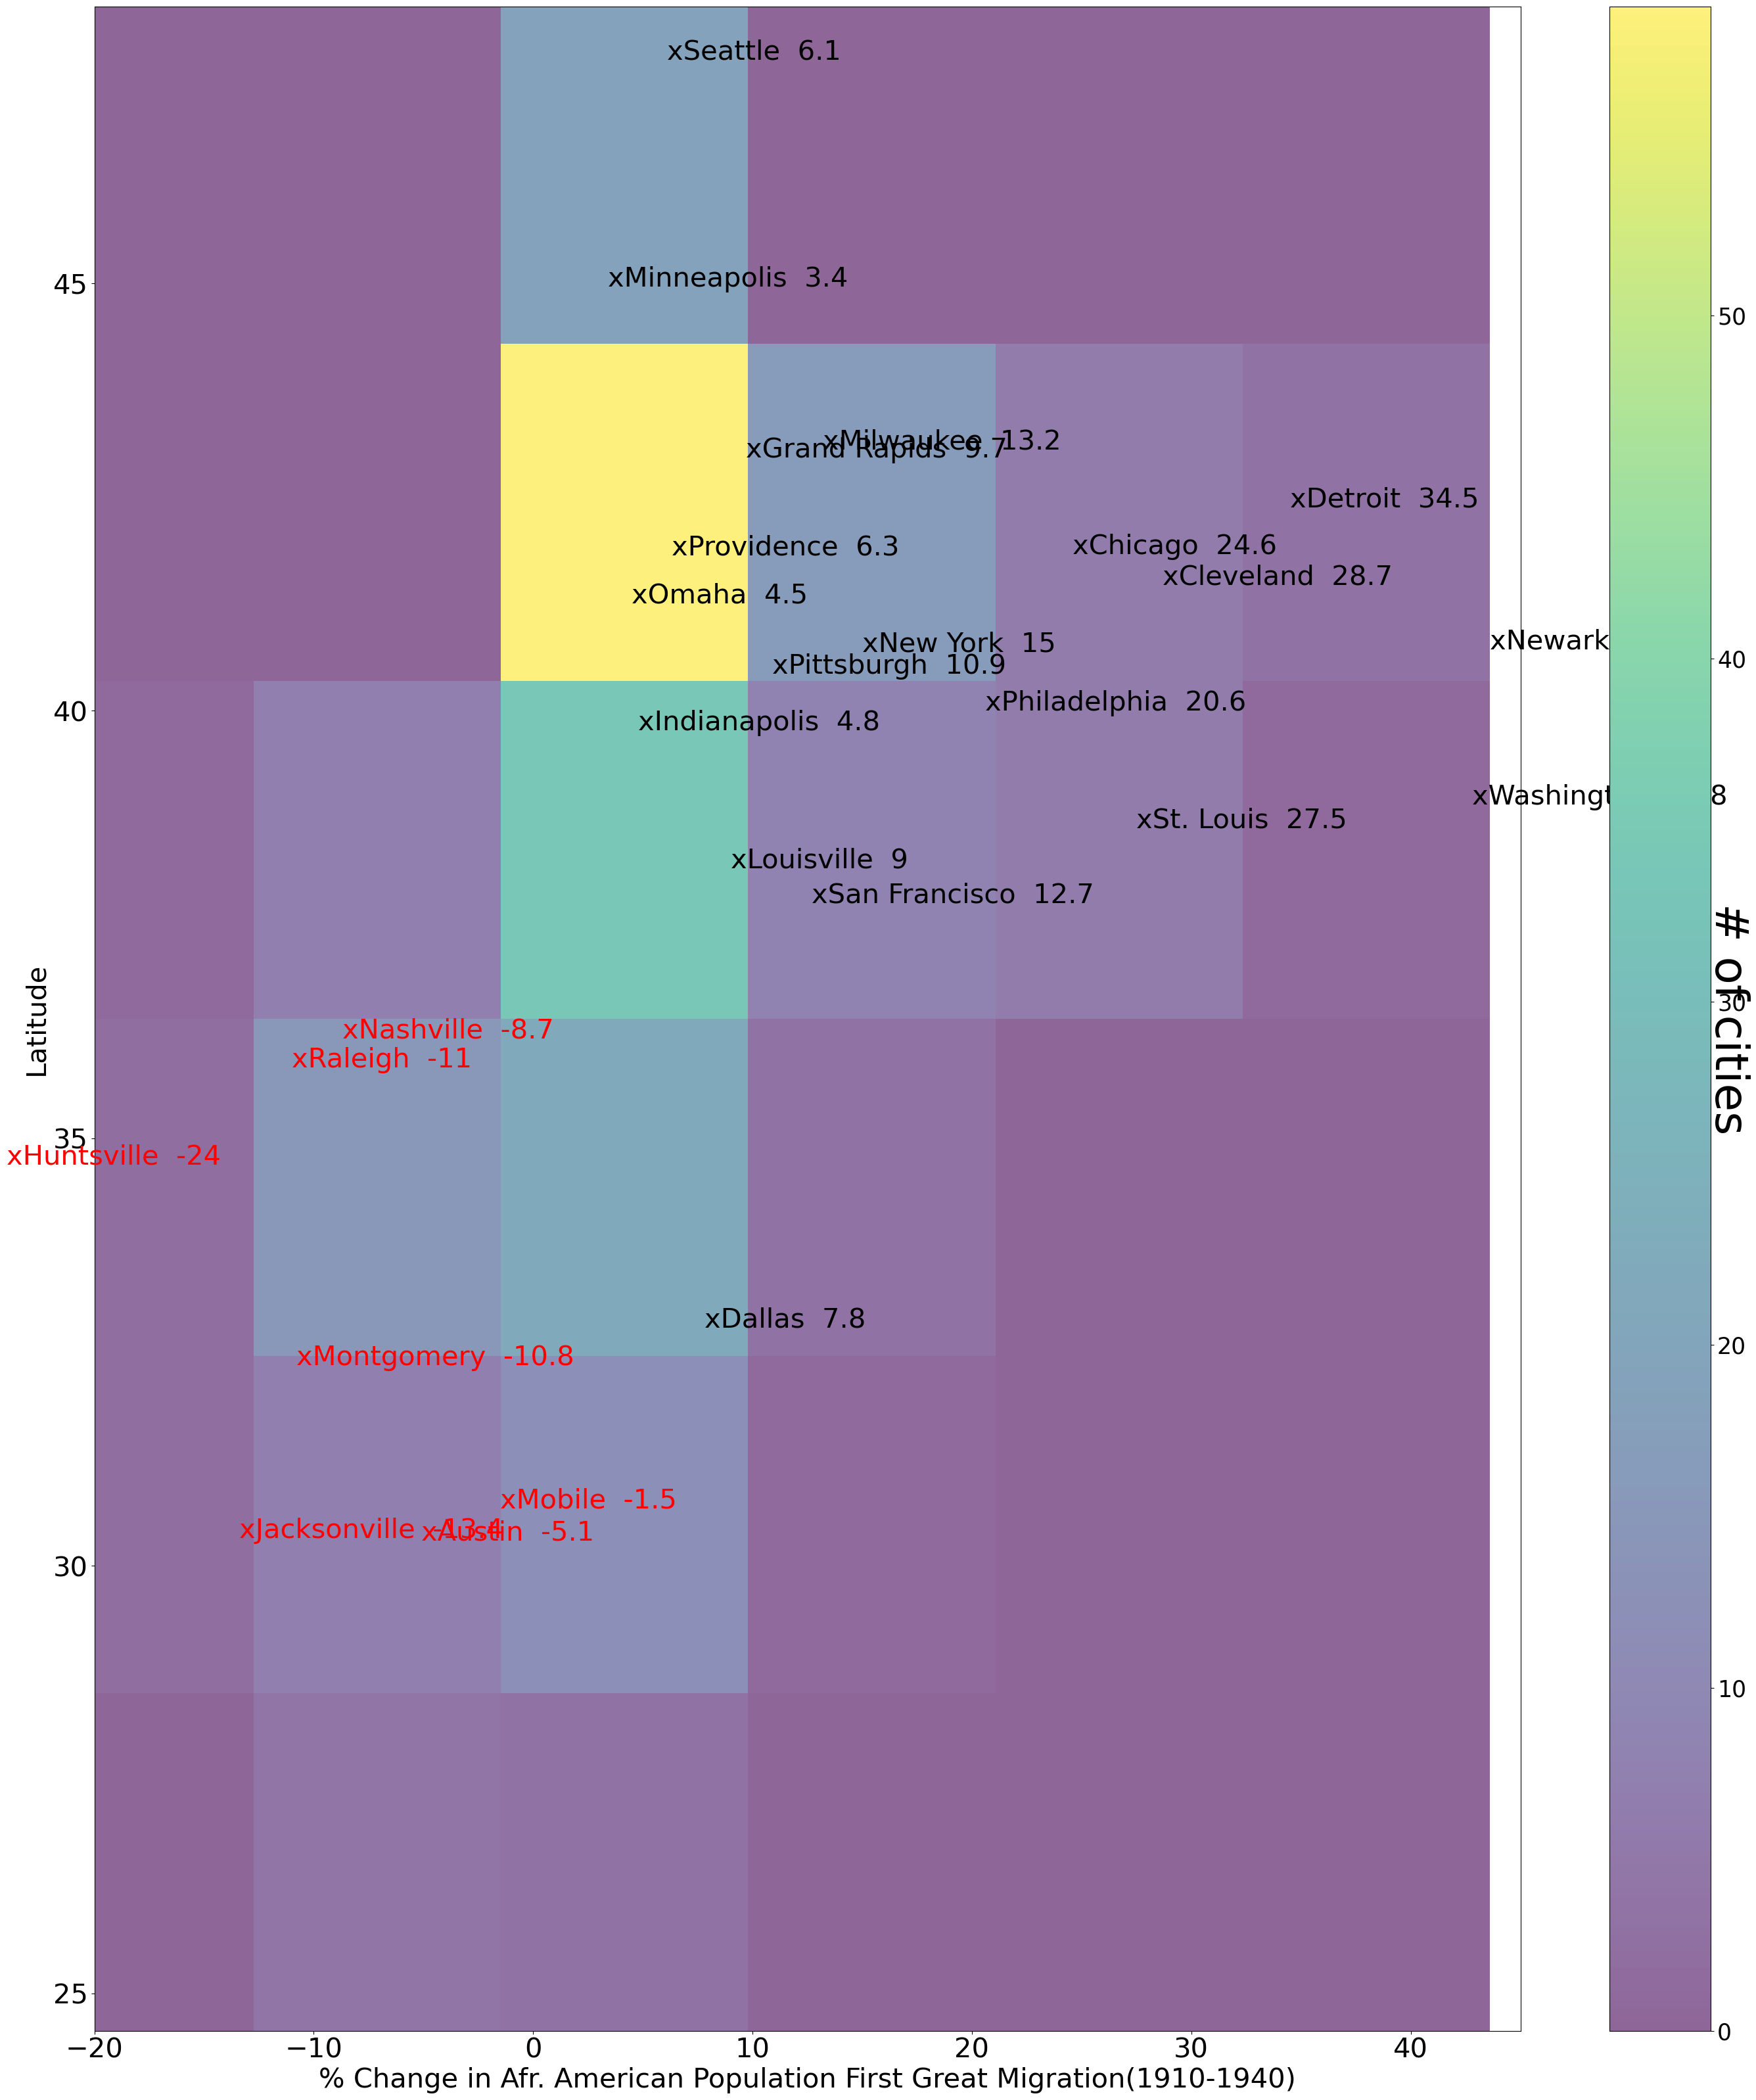 xSeattle 6.1
xMinneapolis 3.4
45
50
xMilwaukee 13.2
xGrand Rapids 9.7
xDetroit 34.5
xProvidence 6.3
xChicago 24.6
xCleveland 28.7
xOmaha 4.5
xNew York 15
xNewark
40
xPittsburgh 10.9
xPhiladelphia 20.6
40
xIndianapolis 4.8
xWashingt 8
xSt. Louis 27.5
xLouisville 9
xSan Francisco 12.7
# of cities
30
Latitude
xNashville -8.7
xRaleigh -11
35
xHuntsville -24
xDallas 7.8
20
xMontgomery -10.8
xMobile -1.5
xJacksonville -13.4
xAustin -5.1
30
10
25
0
-20 -10 0 10 20 30 40
% Change in Afr. American Population First Great Migration(1910-1940)